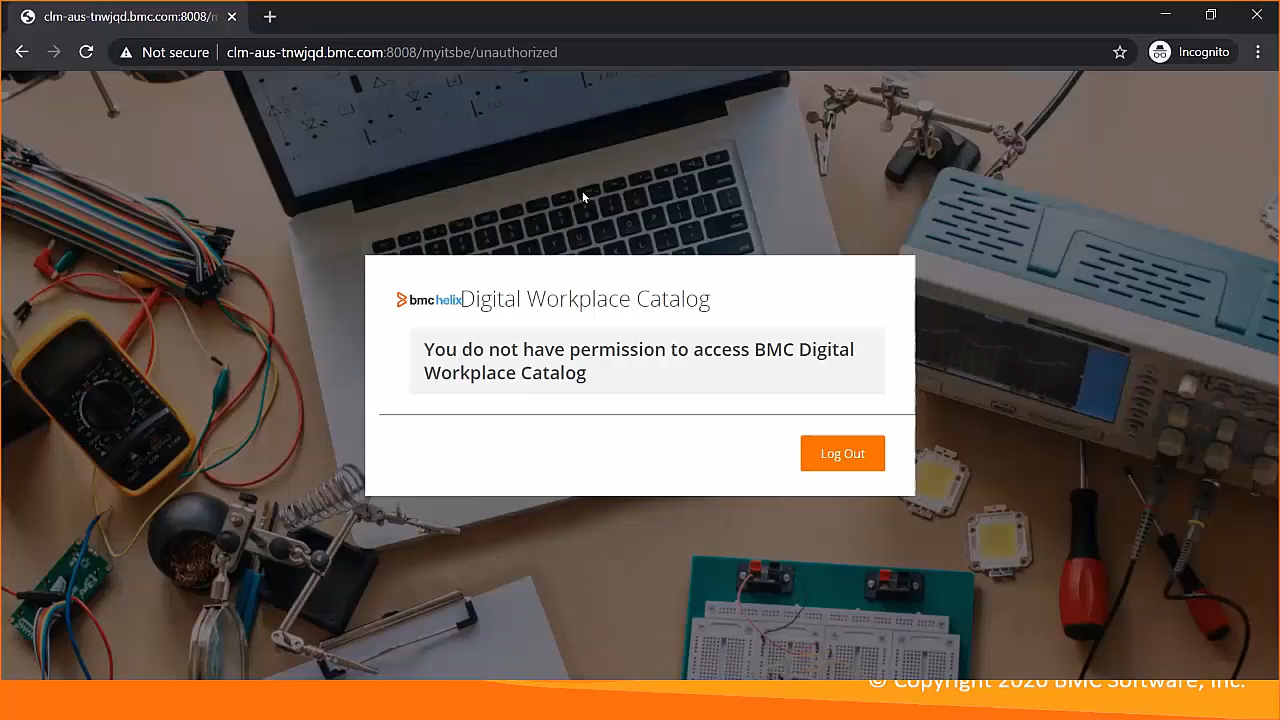 clm-aus-tnwjqd.bmc.com:8008/m
Not secure
clm-aus-tnwjqd.bmc.com:8008/myitsbe/unauthorized
Incognito
bmchelix Digital Workplace Catalog
You do not have permission to access BMC Digital
Workplace Catalog
Log Out
© Copyright 2020 BMC Software, Inc.